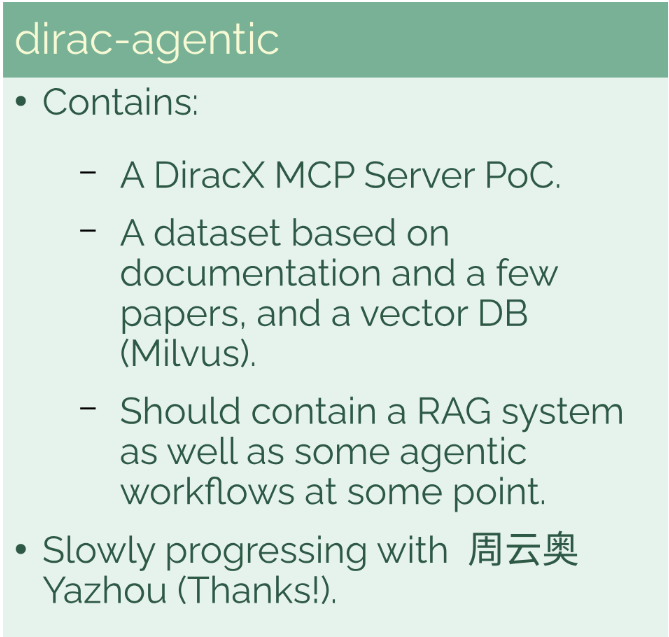 dirac-agentic
• Contains:
– A DiracX MCP Server PoC.
– A dataset based on
documentation and a few
papers, and a vector DB
(Milvus).
– Should contain a RAG system
as well as some agentic
workflows at some point.
• Slowly progressing with 周云奥
Yazhou (Thanks!).